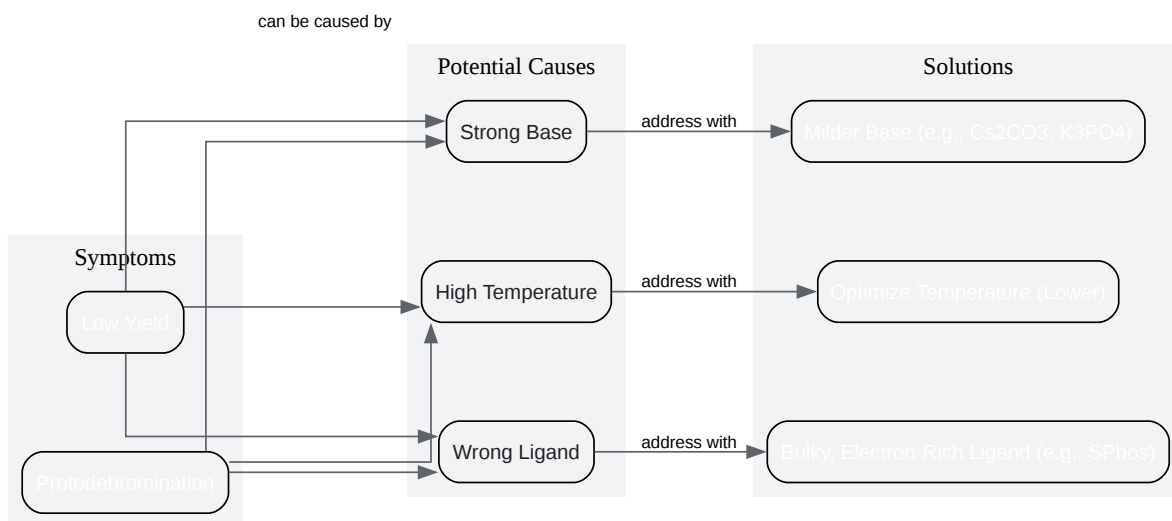 can be caused by
Potential Causes
Solutions
Strong Base
address with
Milder Base (e.g., Cs2CO3, K3PO4)
Symptoms
Low Yield
High Temperature
address with
Optimize Temperature (Lower)
Protodebromination
Wrong Ligand
address with
Bulky, Electron-Rich Ligand (e.g., SPhos)